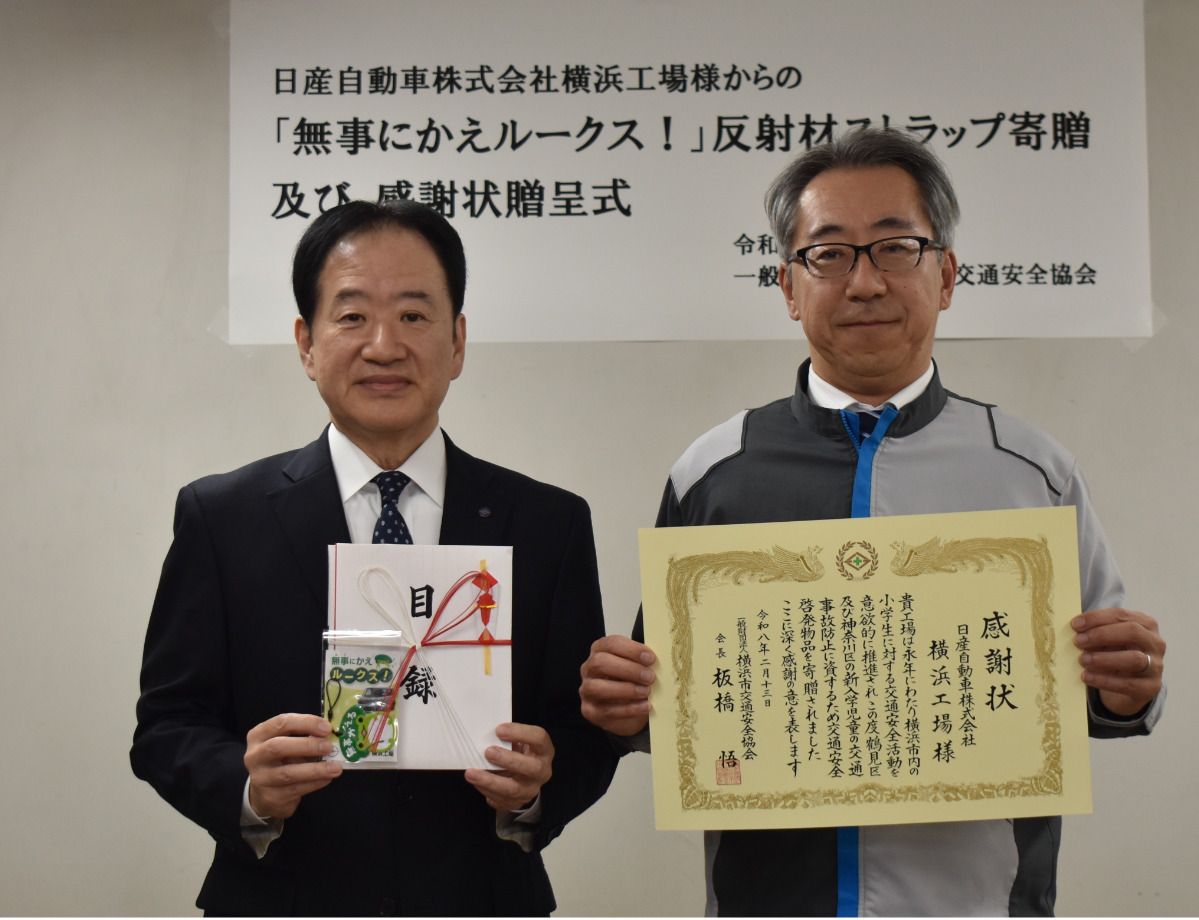 日産自動車株式会社横浜工場様からの
「無事にかえルークス！」反射材ストラップ寄贈
及び、感謝状贈呈式
令和
一般
交通安全協会
目録
無事にかえ
ルークス！
感謝状
日産自動車株式会社
横浜工場様
貴工場は永年にわたり横浜市内の
小学生に対する交通安全活動を
意欲的に推進され この度鶴見区
及び神奈川区の新入学児童の交通
事故防止に資するため交通安全
啓発物品を寄贈されました
ここに深く感謝の意を表します
令和八年二月十三日
一般財団法人横浜市交通安全協会
会長 板橋 悟